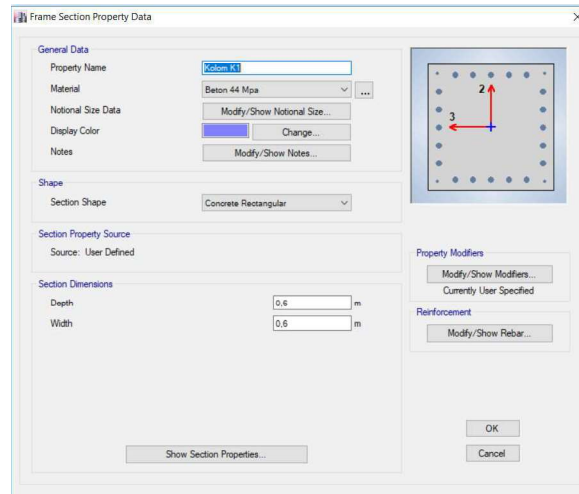 Frame Section Property Data
General Data
Property Name Kolom K1
Material Beton 44 Mpa ...
Notional Size Data Modify/Show Notional Size...
Display Color Change...
Notes Modify/Show Notes...
2
3
Shape
Section Shape Concrete Rectangular
Section Property Source
Source: User Defined
Property Modifiers
Modify/Show Modifiers...
Currently User Specified
Section Dimensions
Depth 0,6 m
Width 0,6 m
Reinforcement
Modify/Show Rebar...
Show Section Properties...
OK
Cancel